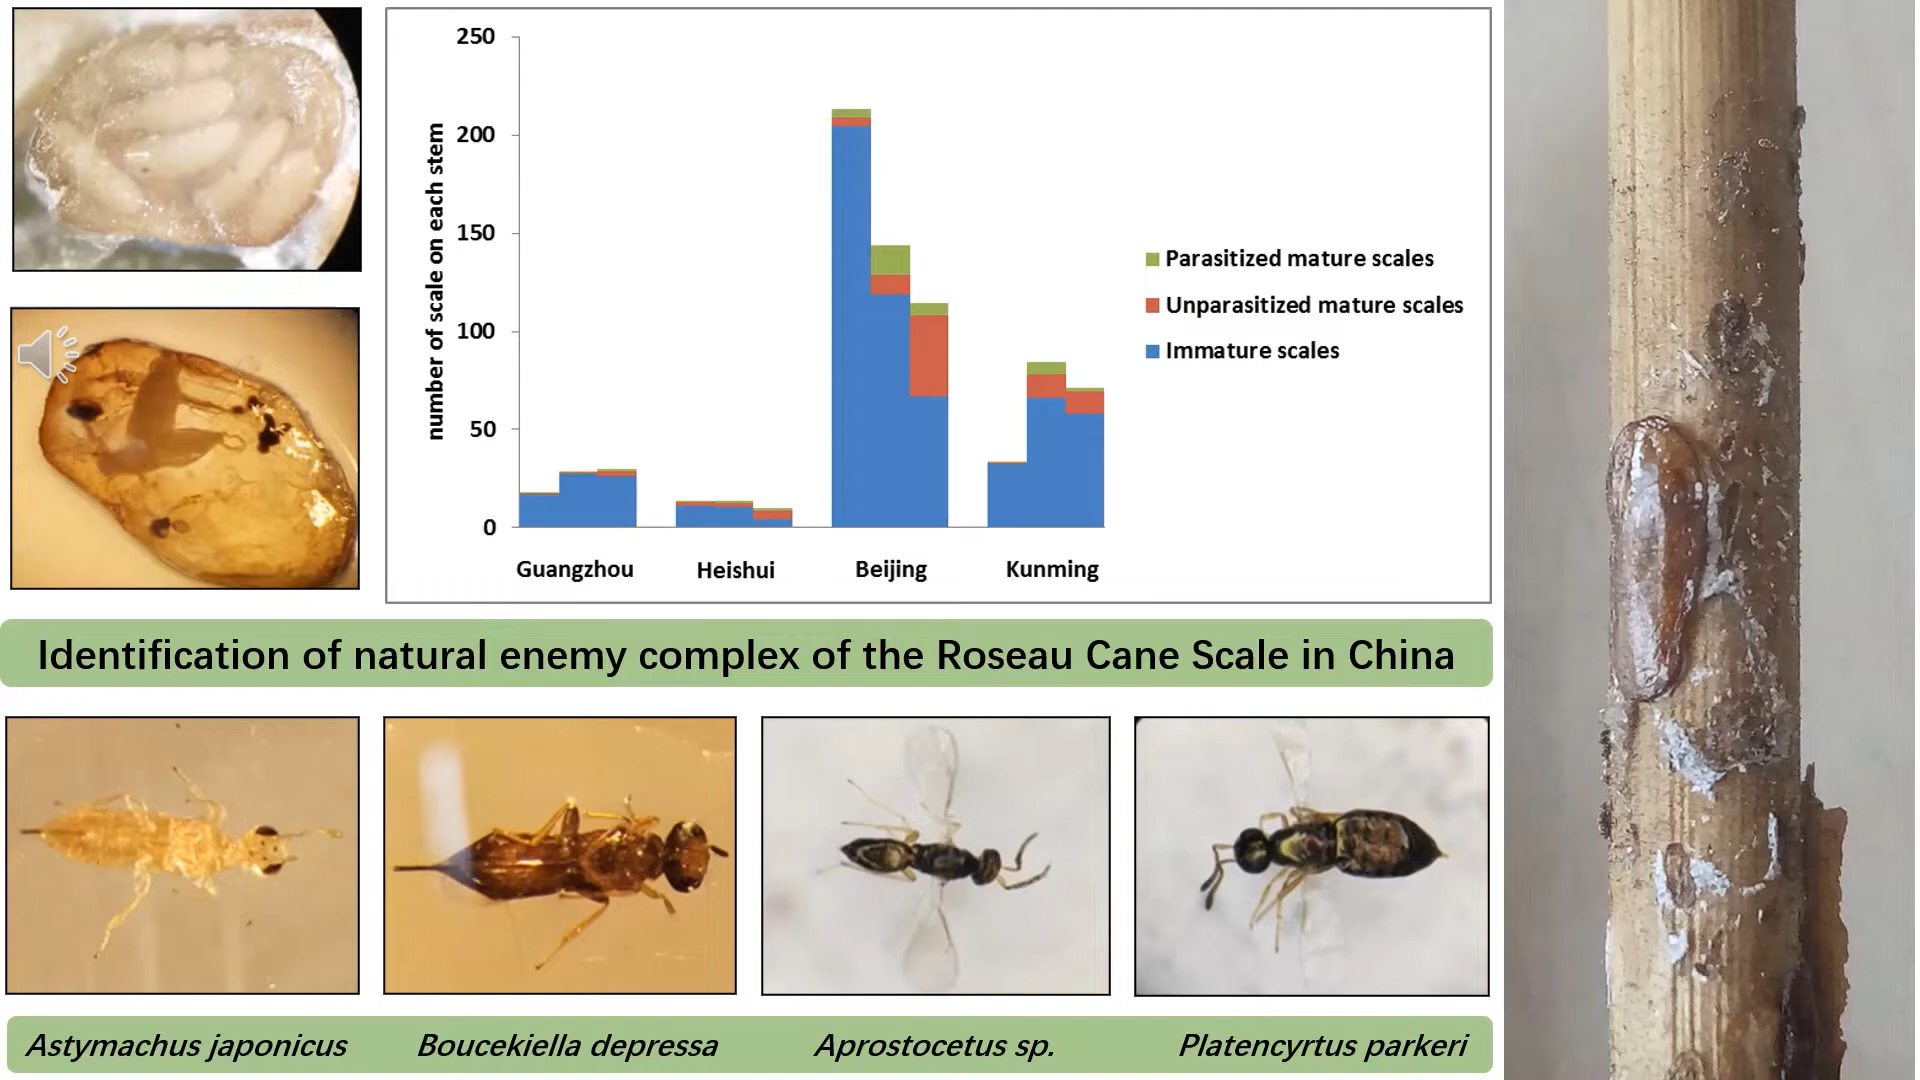 250
200
150
100
50
0
number of scale on each stem
Guangzhou
Heishui
Beijing
Kunming
Parasitized mature scales
Unparasitized mature scales
Immature scales
Identification of natural enemy complex of the Roseau Cane Scale in China
Astymachus japonicus
Boucekiella depressa
Aprostocetus sp.
Platencyrtus parkeri